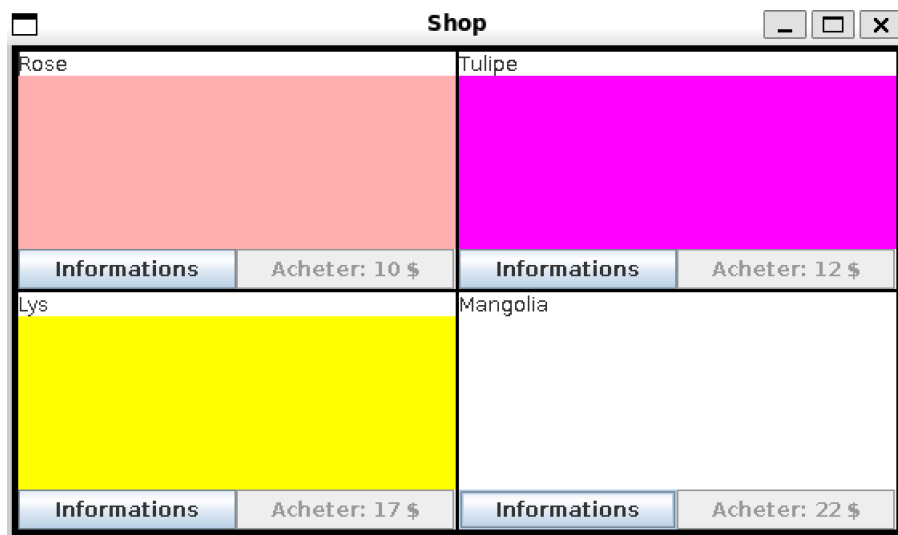 Shop
Rose
Tulipe
Informations
Acheter: 10 $
Informations
Acheter: 12 $
Lys
Mangolia
Informations
Acheter: 17 $
Informations
Acheter: 22 $